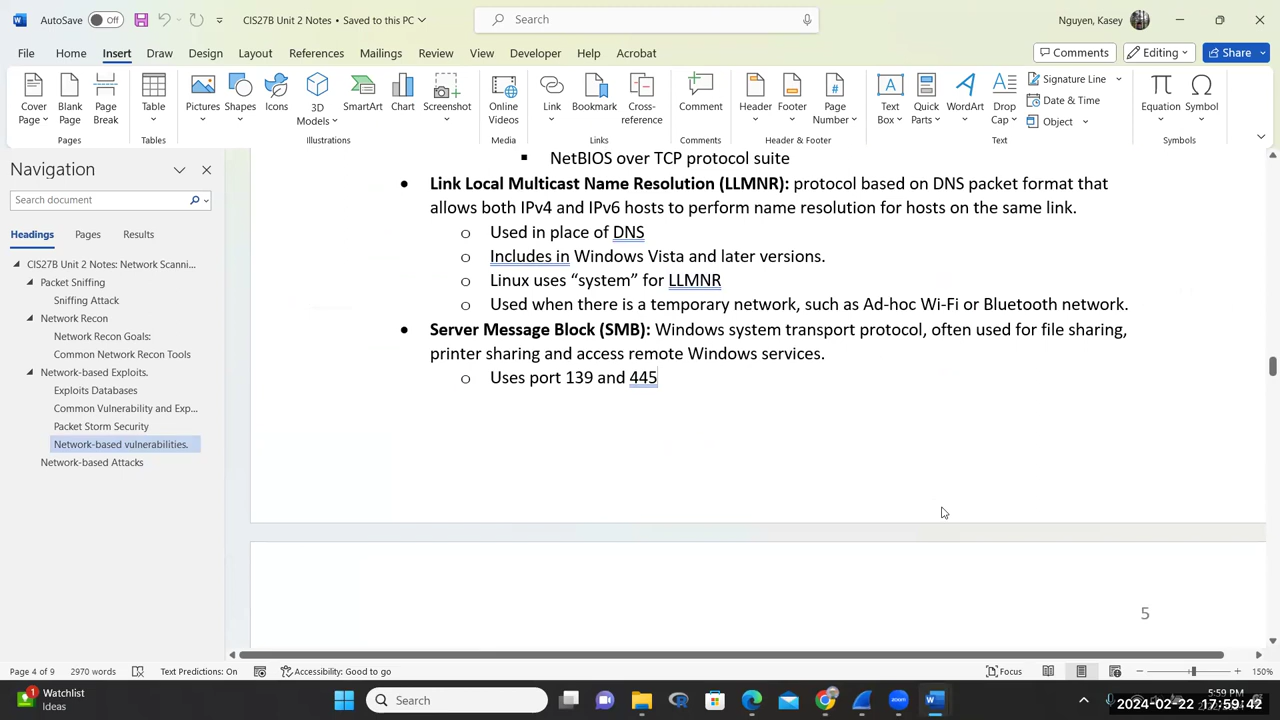 AutoSave Off CIS27B Unit 2 Notes • Saved to this PC Search Nguyen, Kasey
File Home Insert Draw Design Layout References Mailings Review View Developer Help Acrobat Comments Editing Share
Cover Page Blank Page Page Break Table Pictures Shapes Icons 3D Models SmartArt Chart Screenshot Online Videos Link Bookmark Cross-reference Comment Header Footer Page Number Text Box Quick Parts WordArt Drop Cap Signature Line Date & Time Object Equation Symbol
Pages Tables Illustrations Media Links Comments Header & Footer Text Symbols
Navigation
Search document
Headings Pages Results
CIS27B Unit 2 Notes: Network Scanni...
Packet Sniffing
Sniffing Attack
Network Recon
Network Recon Goals:
Common Network Recon Tools
Network-based Exploits.
Exploits Databases
Common Vulnerability and Exp...
Packet Storm Security
Network-based vulnerabilities.
Network-based Attacks
▪ NetBIOS over TCP protocol suite
• Link Local Multicast Name Resolution (LLMNR): protocol based on DNS packet format that
allows both IPv4 and IPv6 hosts to perform name resolution for hosts on the same link.
o Used in place of DNS
o Includes in Windows Vista and later versions.
o Linux uses “system” for LLMNR
o Used when there is a temporary network, such as Ad-hoc Wi-Fi or Bluetooth network.
• Server Message Block (SMB): Windows system transport protocol, often used for file sharing,
printer sharing and access remote Windows services.
o Uses port 139 and 445
5
Page 4 of 9 2970 words Text Predictions: On Accessibility: Good to go Focus 150%
1 Watchlist
Ideas
Search
5:59 PM
2024-02-22 17:59:42